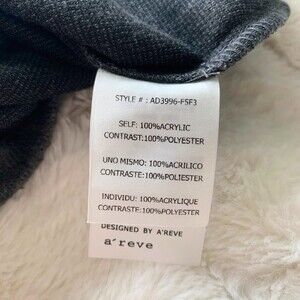 STYLE # : AD3996-F5F3
SELF: 100%ACRYLIC
CONTRAST:100%POLYESTER
UNO MISMO: 100%ACRILICO
CONTRASTE:100%POLYESTER
INDIVIDU: 100%ACRYLIQUE
CONTRASTE:100%POLYESTER
DESIGNED BY A'REVE
a'reve